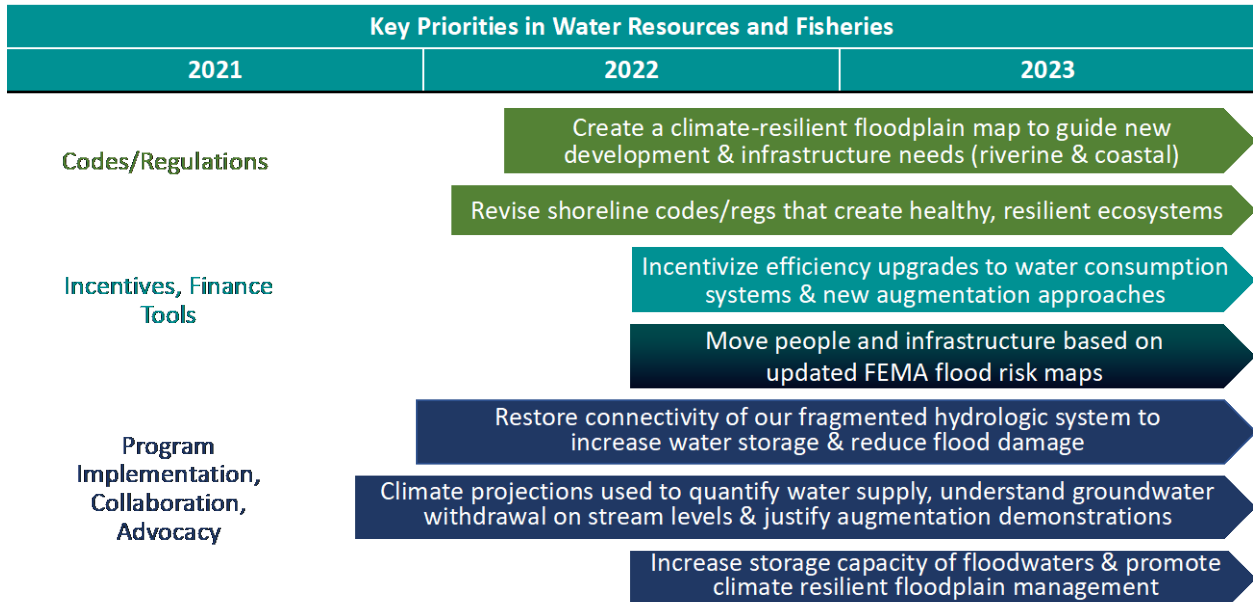 Key Priorities in Water Resources and Fisheries
2021
2022
2023
Codes/Regulations
Create a climate-resilient floodplain map to guide new
development & infrastructure needs (riverine & coastal)
Revise shoreline codes/regs that create healthy, resilient ecosystems
Incentives, Finance
Tools
Incentivize efficiency upgrades to water consumption
systems & new augmentation approaches
Move people and infrastructure based on
updated FEMA flood risk maps
Program
Implementation,
Collaboration,
Advocacy
Restore connectivity of our fragmented hydrologic system to
increase water storage & reduce flood damage
Climate projections used to quantify water supply, understand groundwater
withdrawal on stream levels & justify augmentation demonstrations
Increase storage capacity of floodwaters & promote
climate resilient floodplain management